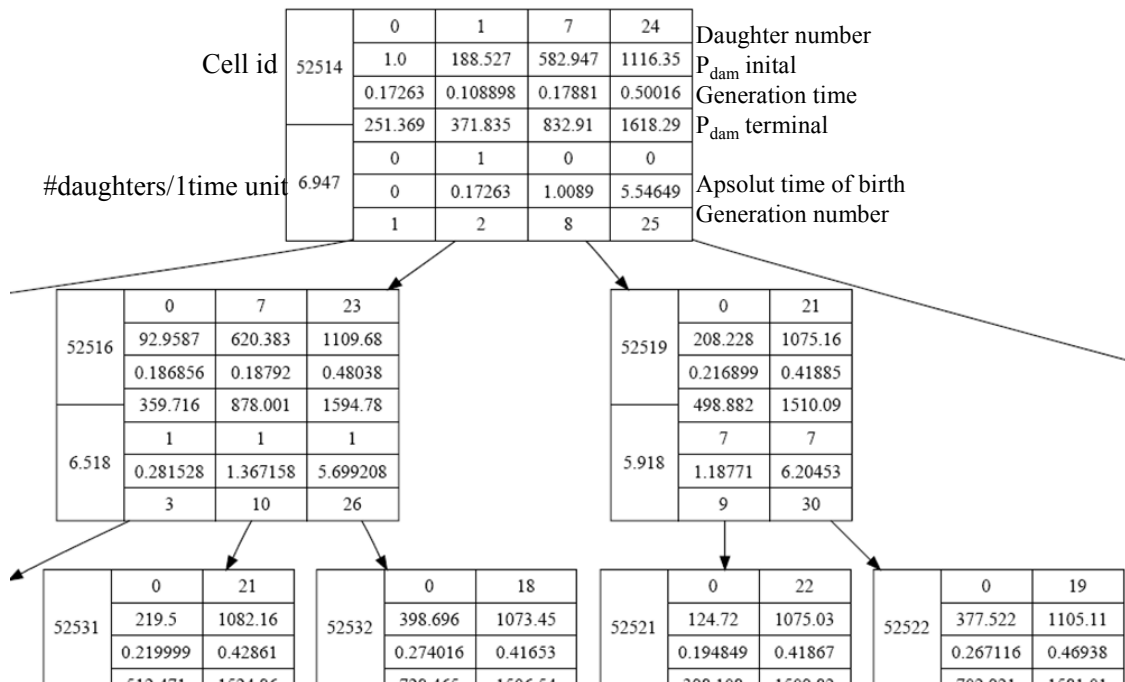 0 1 7 24 Daughter number
Cell id 52514 1.0 188.527 582.947 1116.35 P_dam inital
0.17263 0.108898 0.17881 0.50016 Generation time
251.369 371.835 832.91 1618.29 P_dam terminal
0 1 0 0
#daughters/1time unit 6.947 0 0.17263 1.0089 5.54649 Apsolut time of birth
1 2 8 25 Generation number
0 7 23
52516 92.9587 620.383 1109.68
0.186856 0.18792 0.48038
359.716 878.001 1594.78
1 1 1
6.518 0.281528 1.367158 5.699208
3 10 26
0 21
52519 208.228 1075.16
0.216899 0.41885
498.882 1510.09
7 7
5.918 1.18771 6.20453
9 30
0 21
52531 219.5 1082.16
0.219999 0.42861
0 18
52532 398.696 1073.45
0.274016 0.41653
0 22
52521 124.72 1075.03
0.194849 0.41867
0 19
52522 377.522 1105.11
0.267116 0.46938